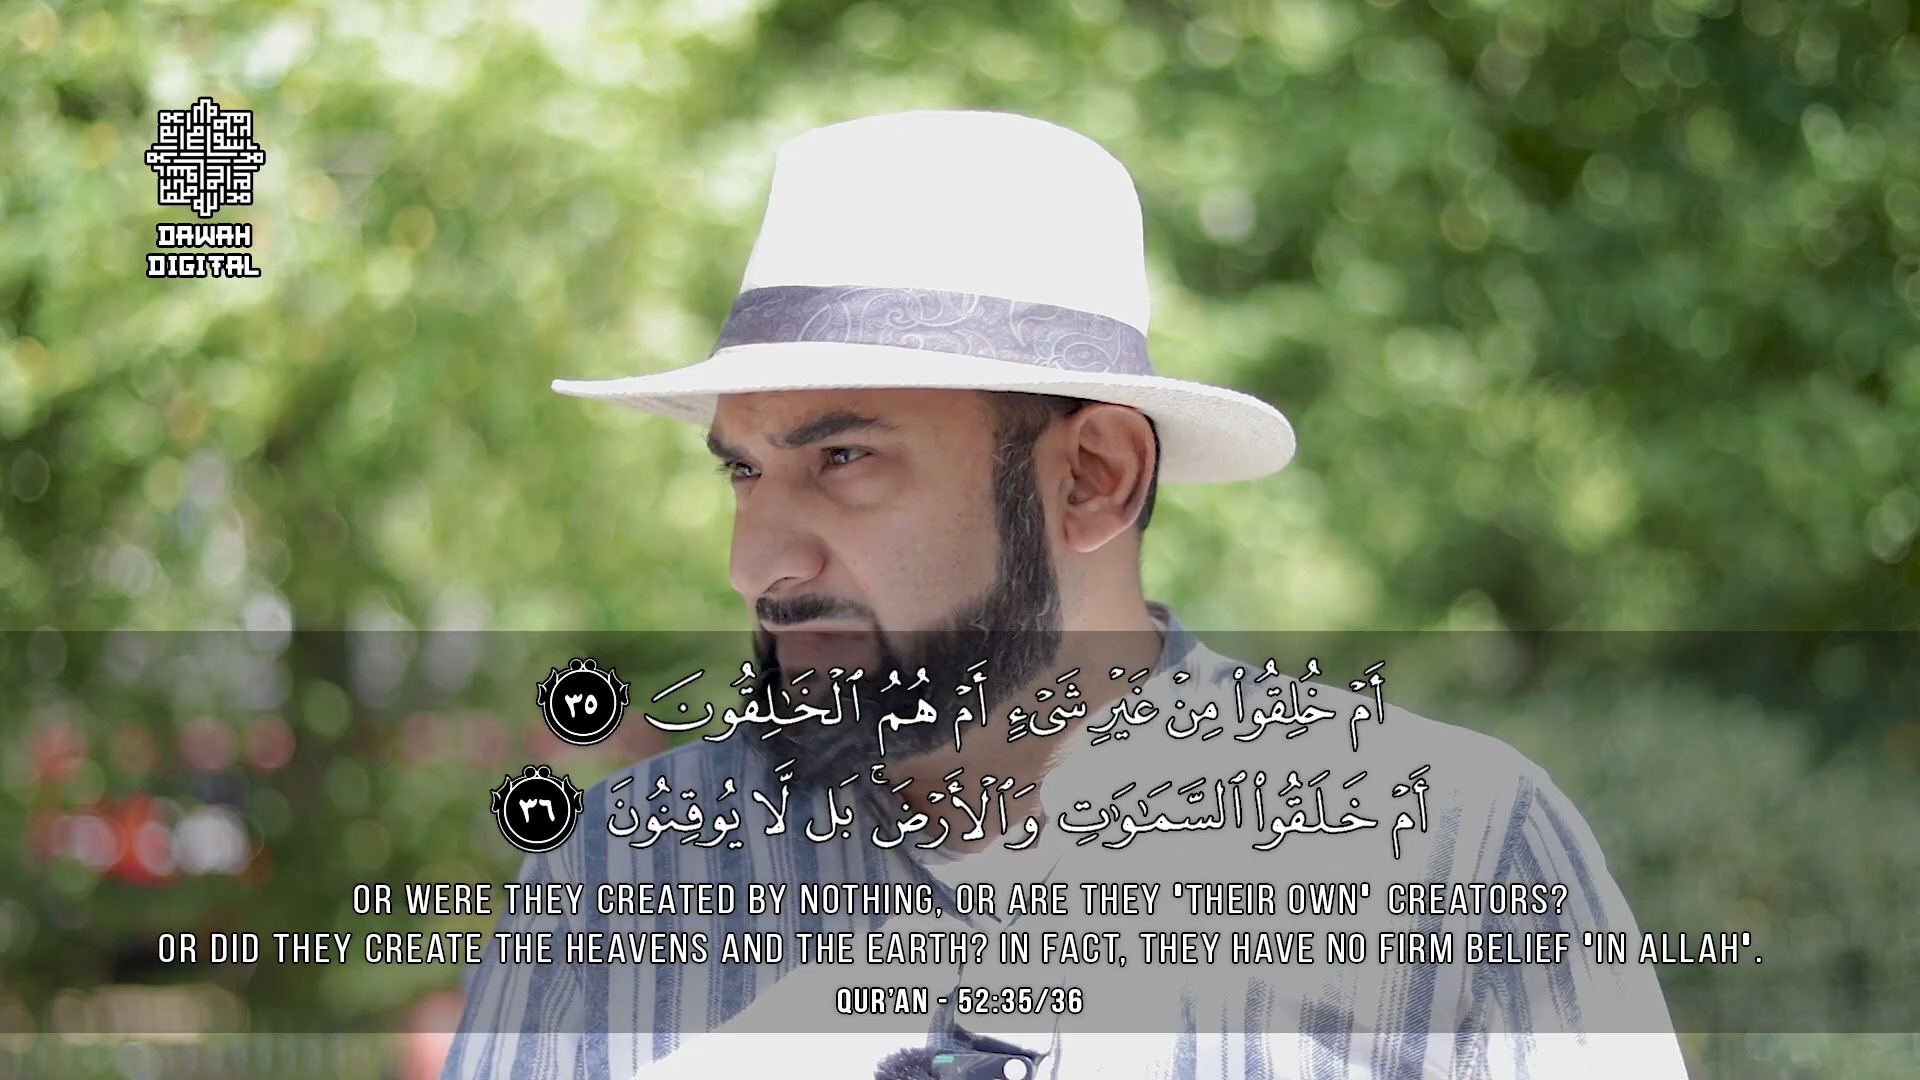 DAWAH
DIGITAL
أَمۡ خُلِقُواْ مِنۡ غَيۡرِ شَيۡءٍ أَمۡ هُمُ ٱلۡخَٰلِقُونَ ٣٥
أَمۡ خَلَقُواْ ٱلسَّمَٰوَٰتِ وَٱلۡأَرۡضَۚ بَل لَّا يُوقِنُونَ ٣٦
OR WERE THEY CREATED BY NOTHING, OR ARE THEY 'THEIR OWN' CREATORS?
OR DID THEY CREATE THE HEAVENS AND THE EARTH? IN FACT, THEY HAVE NO FIRM BELIEF 'IN ALLAH'.
QUR'AN - 52:35/36